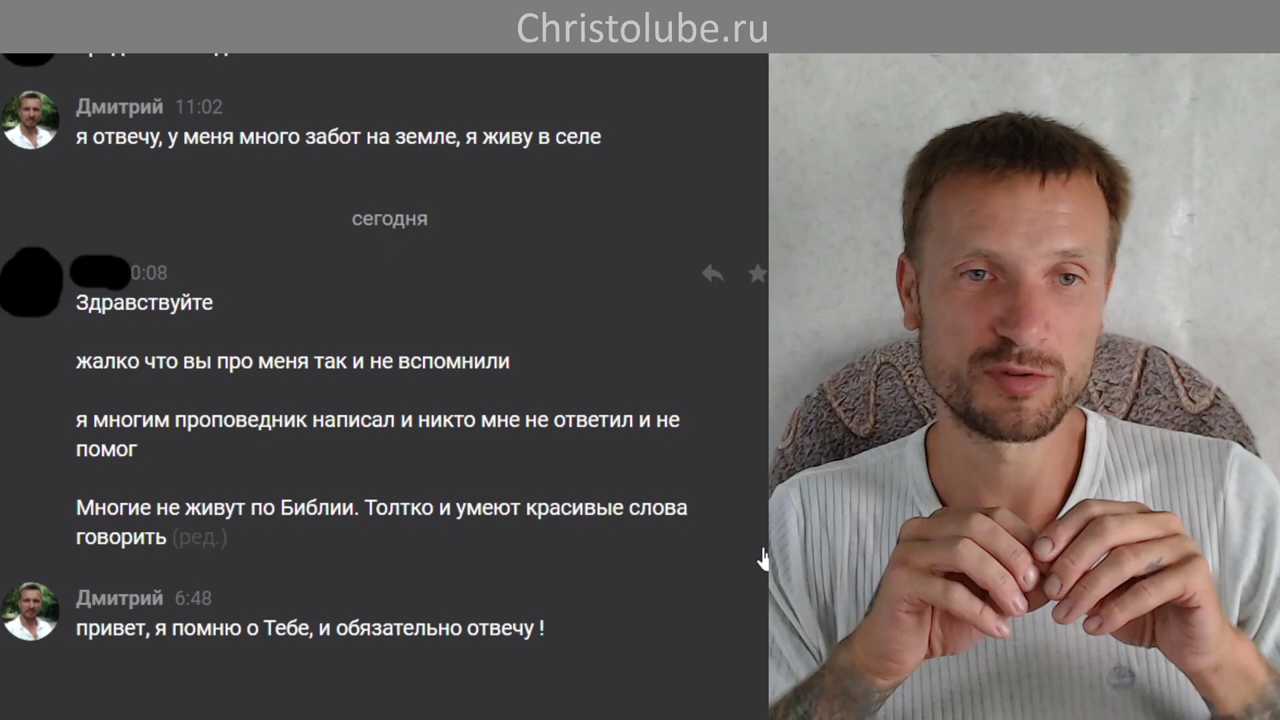 Christolube.ru
Дмитрий 11:02
я отвечу, у меня много забот на земле, я живу в селе
сегодня
0:08
Здравствуйте
жалко что вы про меня так и не вспомнили
я многим проповедник написал и никто мне не ответил и не
помог
Многие не живут по Библии. Толтко и умеют красивые слова
говорить (ред.)
Дмитрий 6:48
привет, я помню о Тебе, и обязательно отвечу !